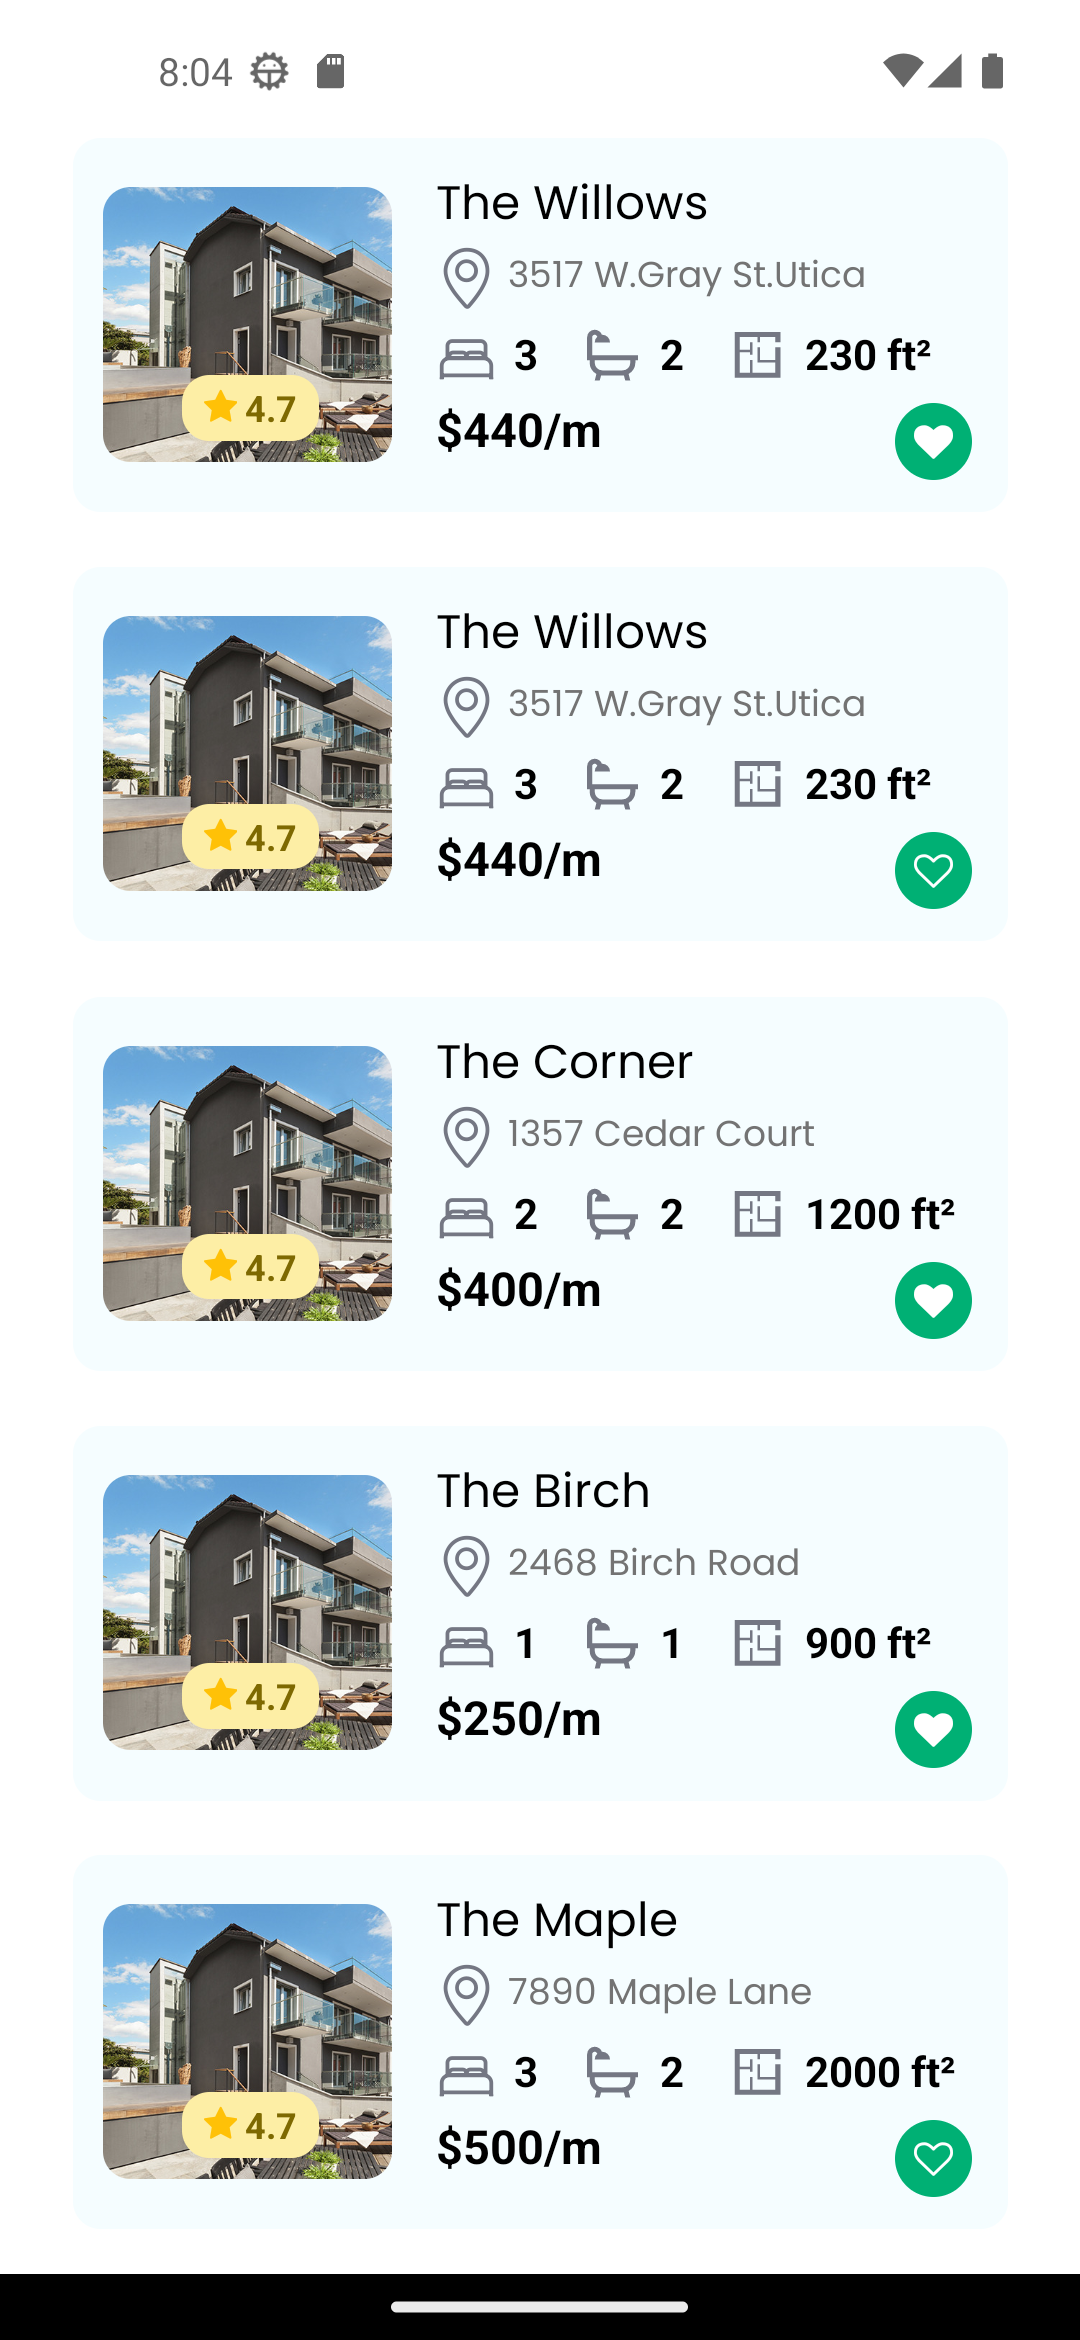 8:04
The Willows
3517 W.Gray St.Utica
3 2 230 ft²
4.7
$440/m
The Willows
3517 W.Gray St.Utica
3 2 230 ft²
4.7
$440/m
The Corner
1357 Cedar Court
2 2 1200 ft²
4.7
$400/m
The Birch
2468 Birch Road
1 1 900 ft²
4.7
$250/m
The Maple
7890 Maple Lane
3 2 2000 ft²
4.7
$500/m